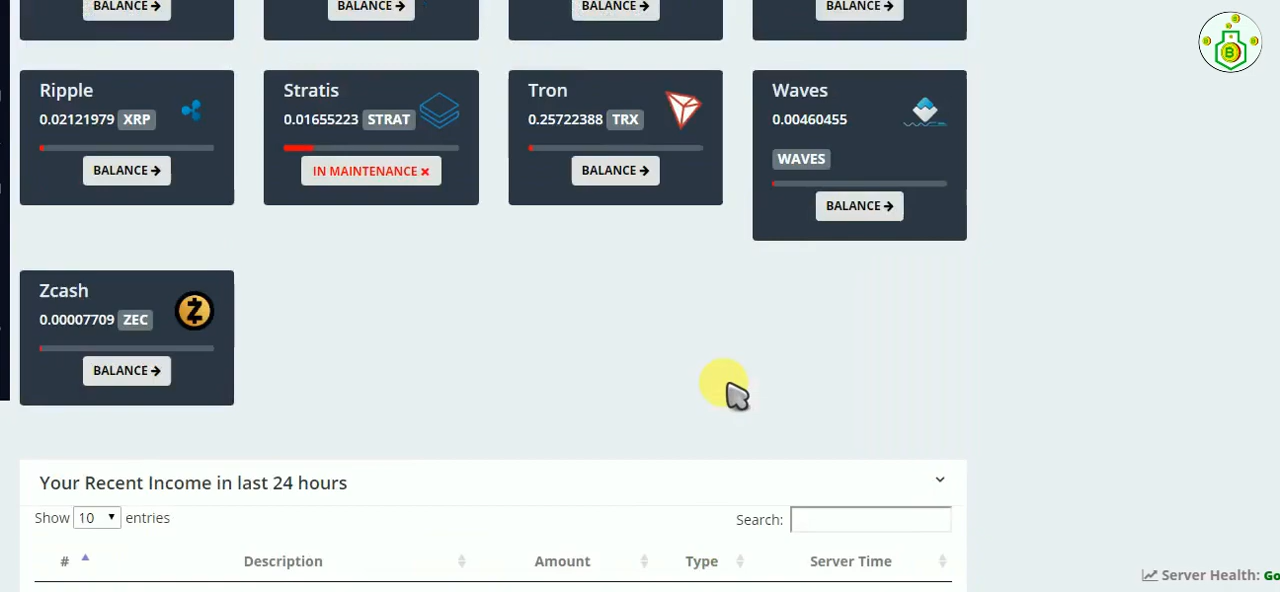 BALANCE→ BALANCE→ BALANCE→ BALANCE→
Ripple
0.02121979 XRP
BALANCE→
Stratis
0.01655223 STRAT
IN MAINTENANCE ×
Tron
0.25722388 TRX
BALANCE→
Waves
0.00460455
WAVES
BALANCE→
Zcash
0.00007709 ZEC
BALANCE→
Your Recent Income in last 24 hours
Show 10 entries Search:
# Description Amount Type Server Time
Server Health: Go